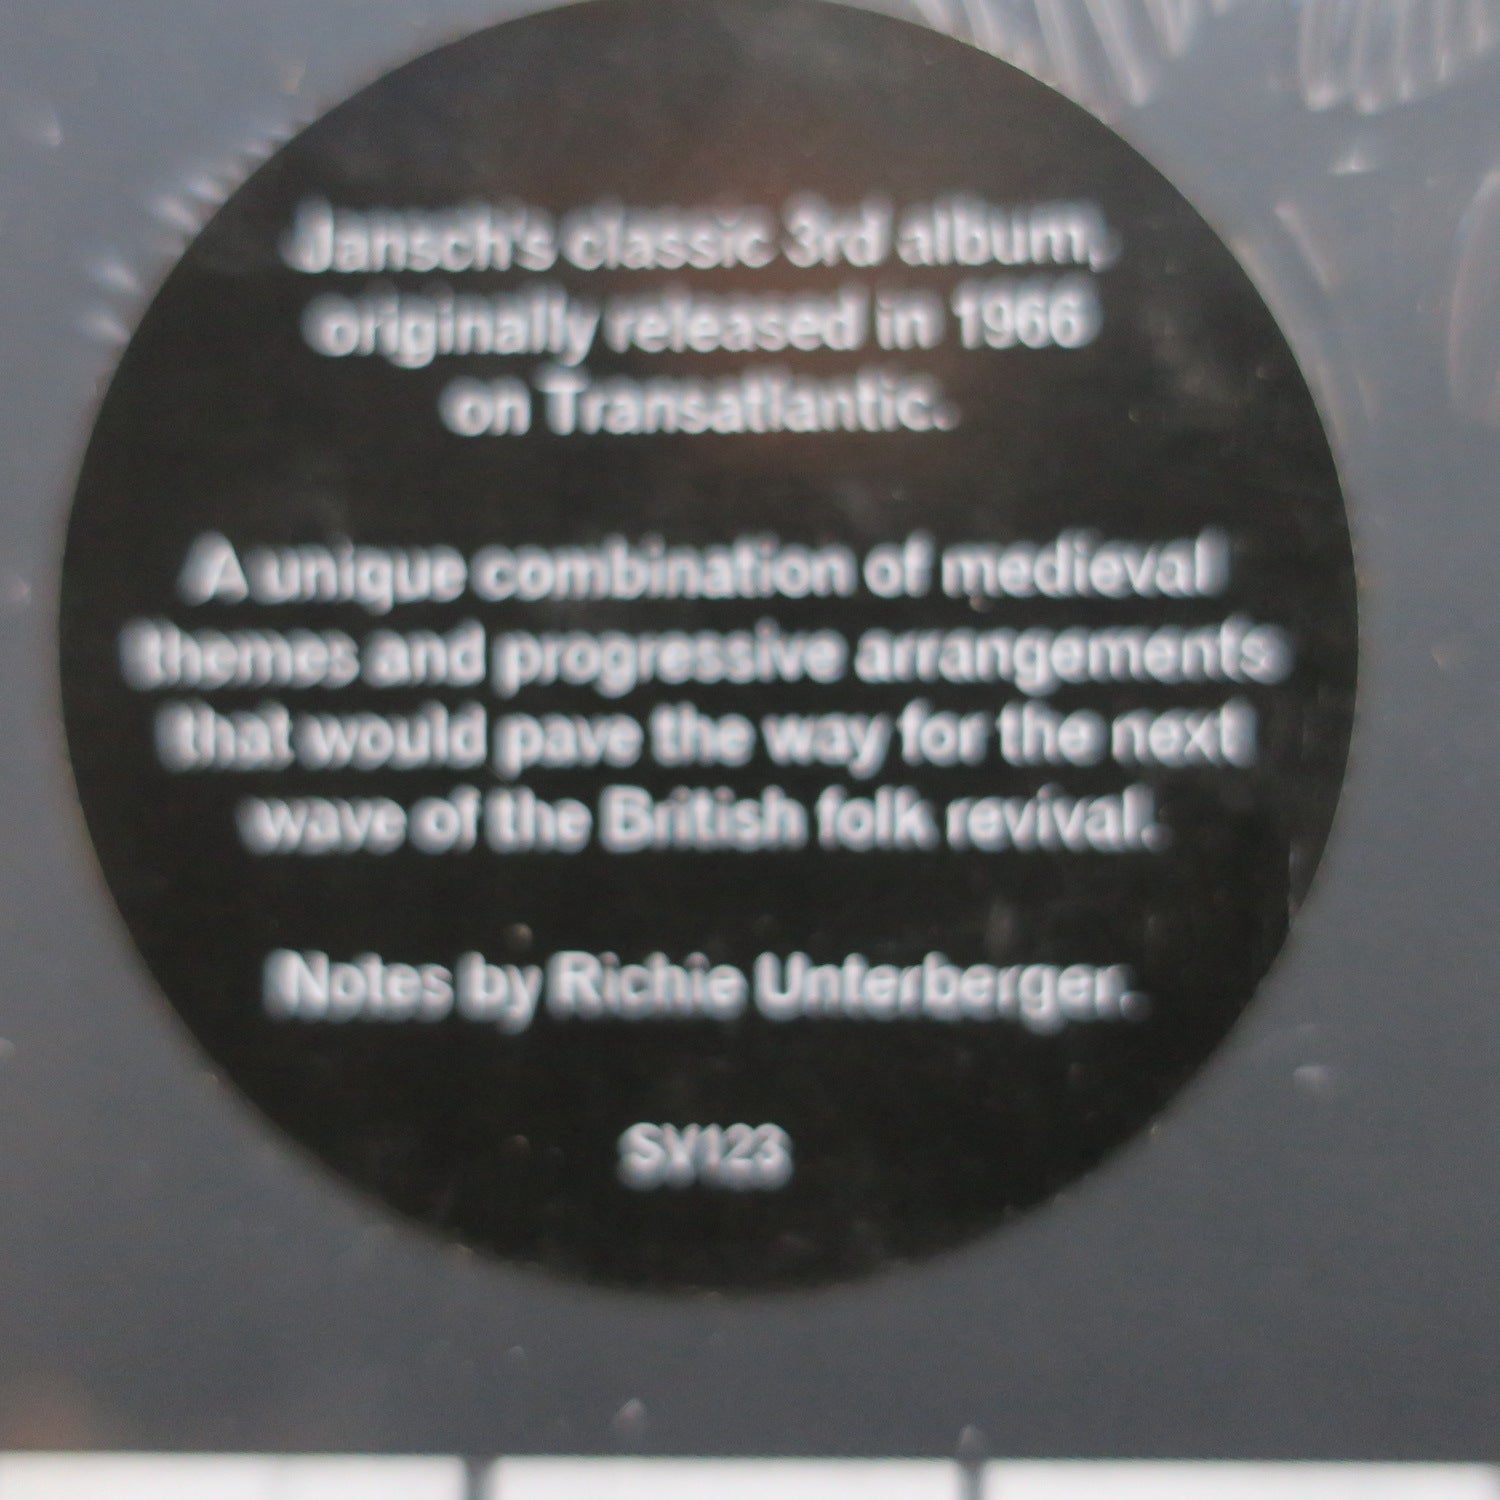 Jansch's classic 3rd album,
originally released in 1966
on Transatlantic.
A unique combination of medieval
themes and progressive arrangements
that would pave the way for the next
wave of the British folk revival.
Notes by Richie Unterberger.
SV123